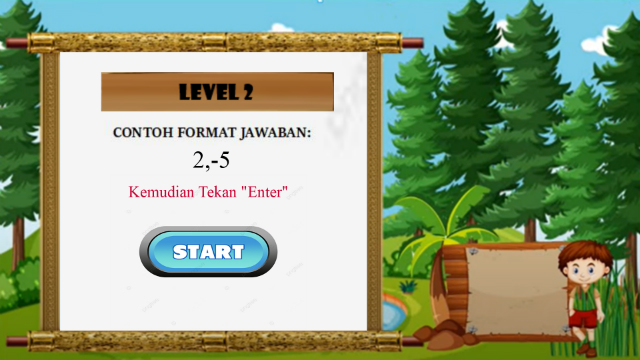 LEVEL 2
CONTOH FORMAT JAWABAN:
2,-5
Kemudian Tekan "Enter"
START